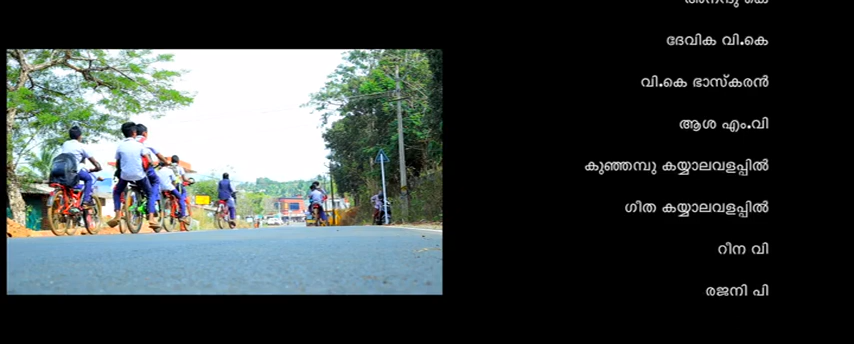 ദേവിക വി.കെ
വി.കെ ഭാസ്കരൻ
ആശ എം.വി
കുഞ്ഞമ്പു കയ്യാലവളപ്പിൽ
ഗീത കയ്യാലവളപ്പിൽ
റീന വി
രജനി പി